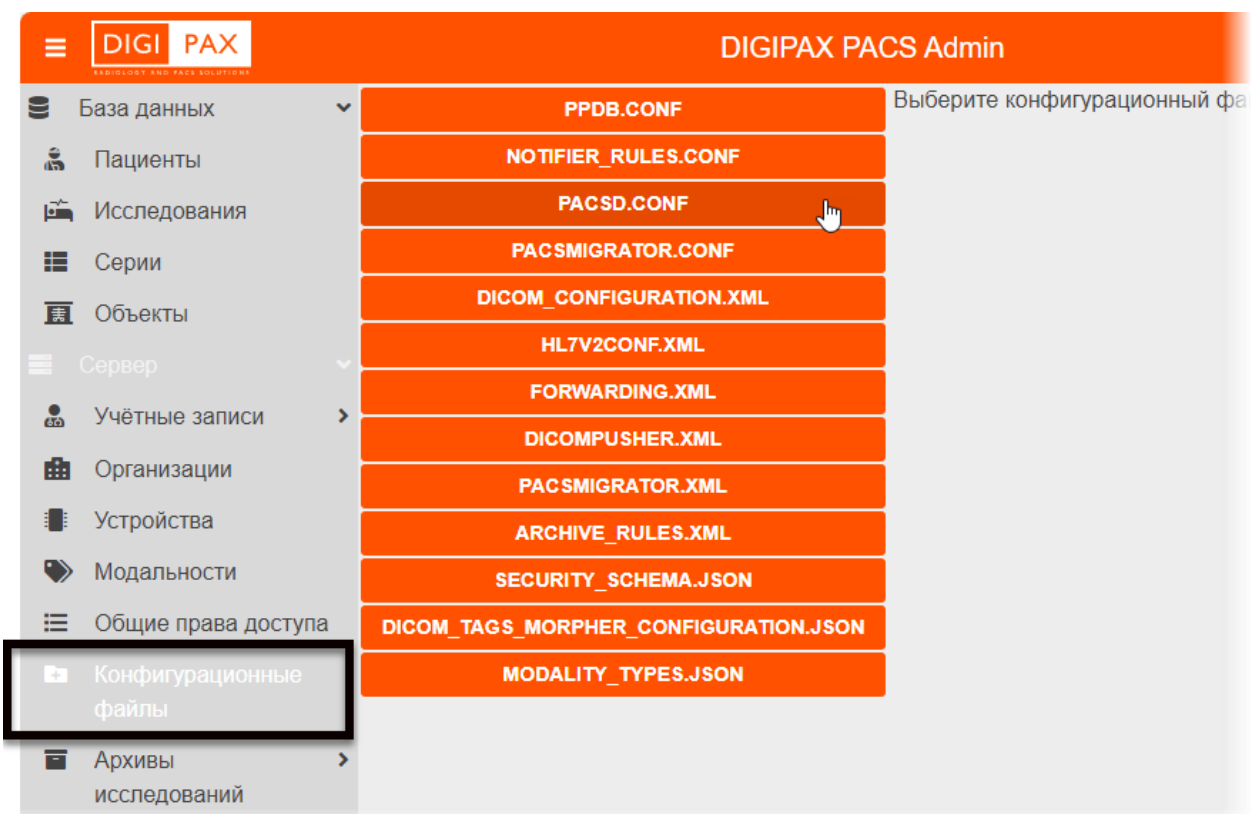 DIGI PAX
RADIOLOGY AND PACS SOLUTIONS
DIGIPAX PACS Admin
База данных
Пациенты
Исследования
Серии
Объекты
Сервер
Учётные записи
Организации
Устройства
Модальности
Общие права доступа
Конфигурационные
файлы
Архивы
исследований
PPDB.CONF
NOTIFIER_RULES.CONF
PACSD.CONF
PACSMIGRATOR.CONF
DICOM_CONFIGURATION.XML
HL7V2CONF.XML
FORWARDING.XML
DICOMPUSHER.XML
PACSMIGRATOR.XML
ARCHIVE_RULES.XML
SECURITY_SCHEMA.JSON
DICOM_TAGS_MORPHER_CONFIGURATION.JSON
MODALITY_TYPES.JSON
Выберите конфигурационный фа